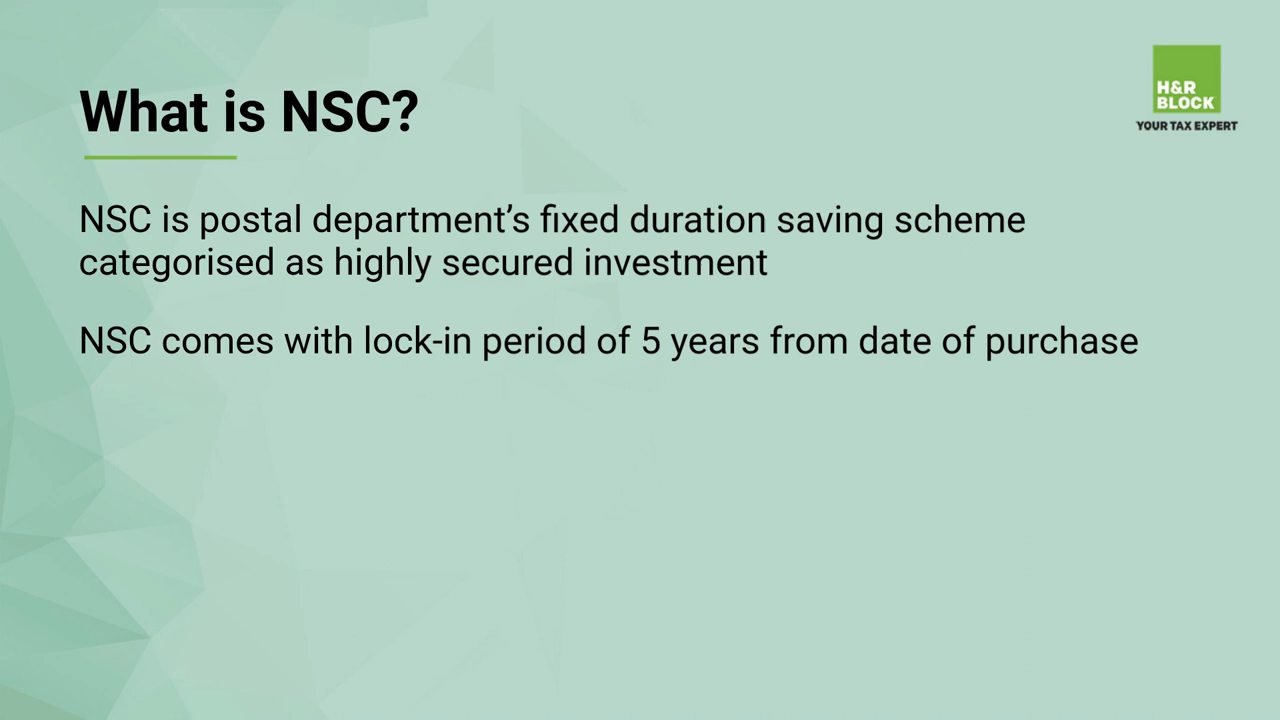 What is NSC?
H&R
BLOCK
YOUR TAX EXPERT
NSC is postal department’s fixed duration saving scheme
categorised as highly secured investment
NSC comes with lock-in period of 5 years from date of purchase